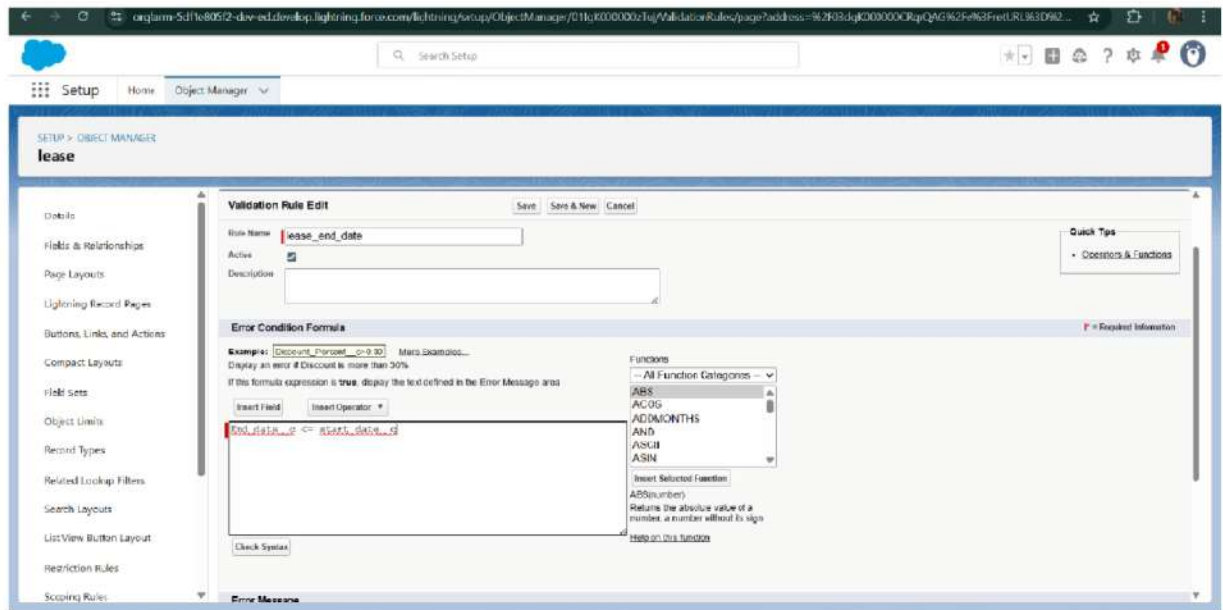 Search Setup
Setup Home Object Manager
SETUP > OBJECT MANAGER
lease
Details
Fields & Relationships
Page Layouts
Lightning Record Pages
Buttons, Links, and Actions
Compact Layouts
Field Sets
Object Limits
Record Types
Related Lookup Filters
Search Layouts
List View Button Layout
Restriction Rules
Scoping Rules
Validation Rule Edit
Save Save & New Cancel
Rule Name lease_end_date
Active
Description
Quick Tips
• Operators & Functions
Error Condition Formula
= Required Information
Example: Discount_Percent__c>0.30 More Examples...
Display an error if Discount is more than 30%
If this formula expression is true, display the text defined in the Error Message area
Insert Field Insert Operator
End_date__c <= start_date__c
Check Syntax
Functions
-- All Function Categories --
ABS
ACOS
ADDMONTHS
AND
ASCII
ASIN
Insert Selected Function
ABS(number)
Returns the absolute value of a
number, a number without its sign
Help on this function
Error Message